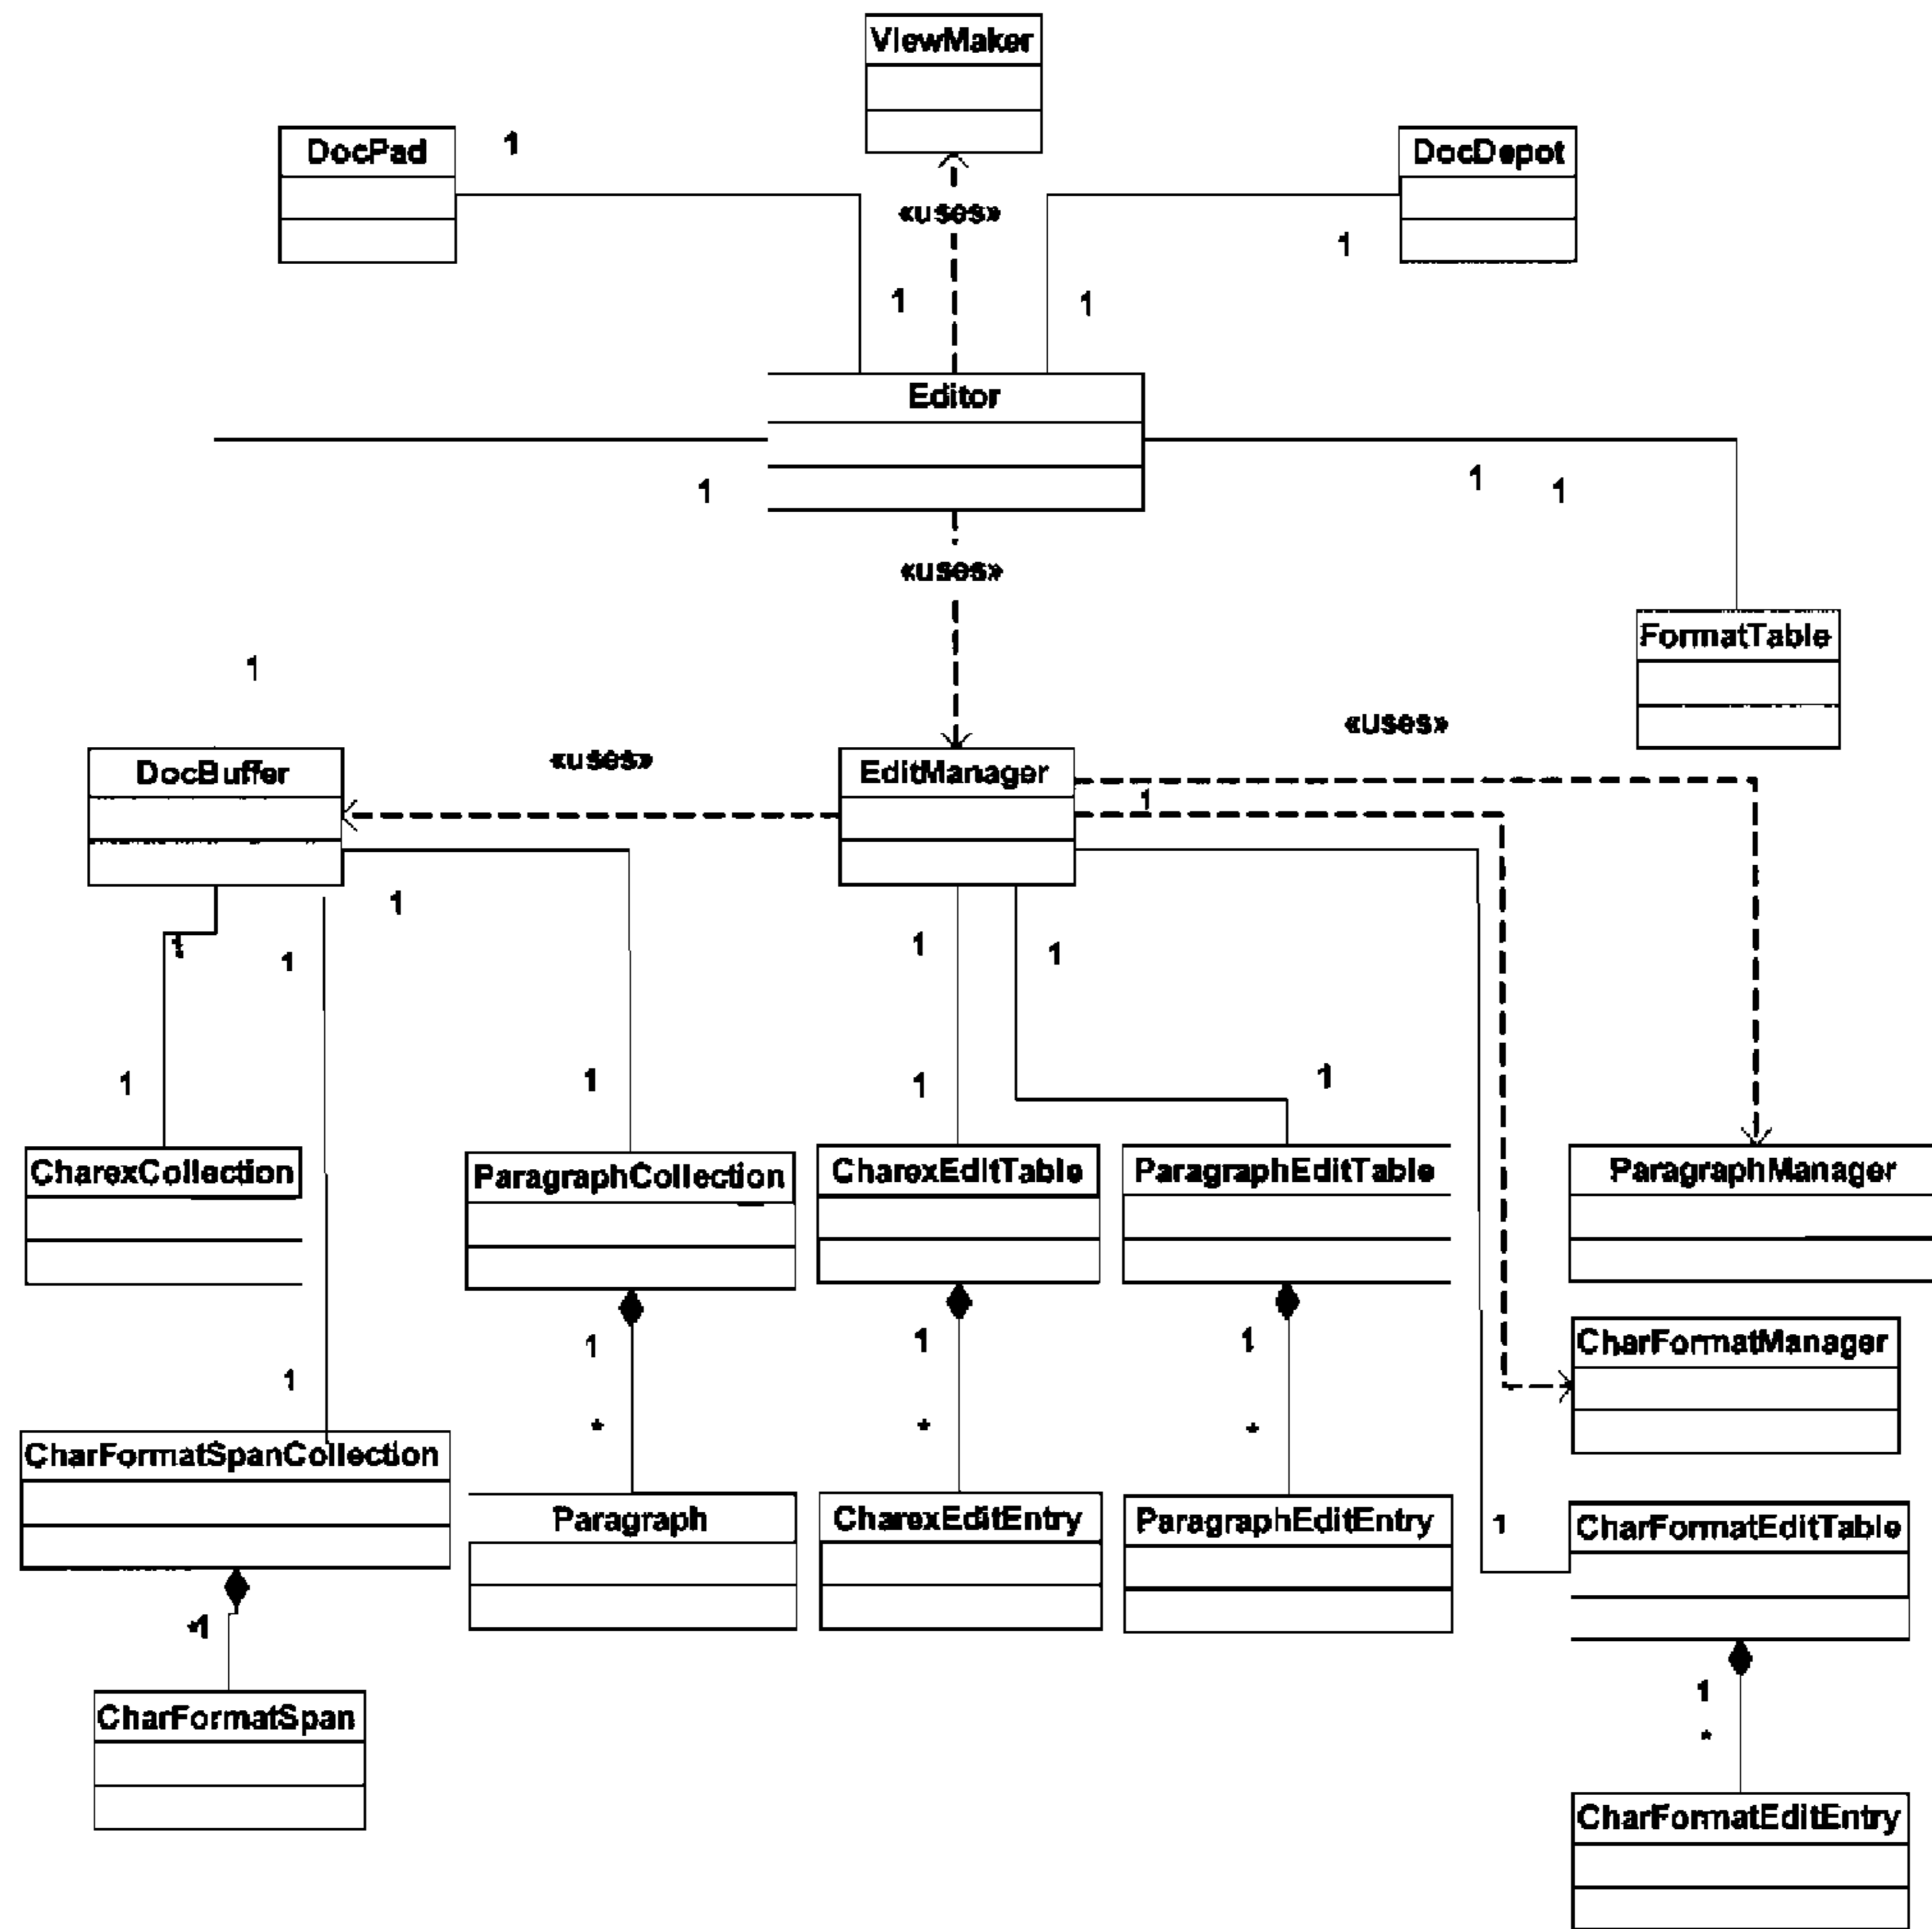 ViewMaker
DocPad
1
DocDepot
«uses»
1
1
1
Editor
1
1
1
«uses»
FormatTable
1
«uses»
«uses»
DocBuffer
EditManager
1
1
1
1
1
1
1
1
1
1
CharexCollection
ParagraphCollection
CharexEditTable
ParagraphEditTable
ParagraphManager
1
1
1
CharFormatManager
1
*
*
*
CharFormatSpanCollection
Paragraph
CharexEditEntry
ParagraphEditEntry
1
CharFormatEditTable
*1
CharFormatSpan
1
*
CharFormatEditEntry